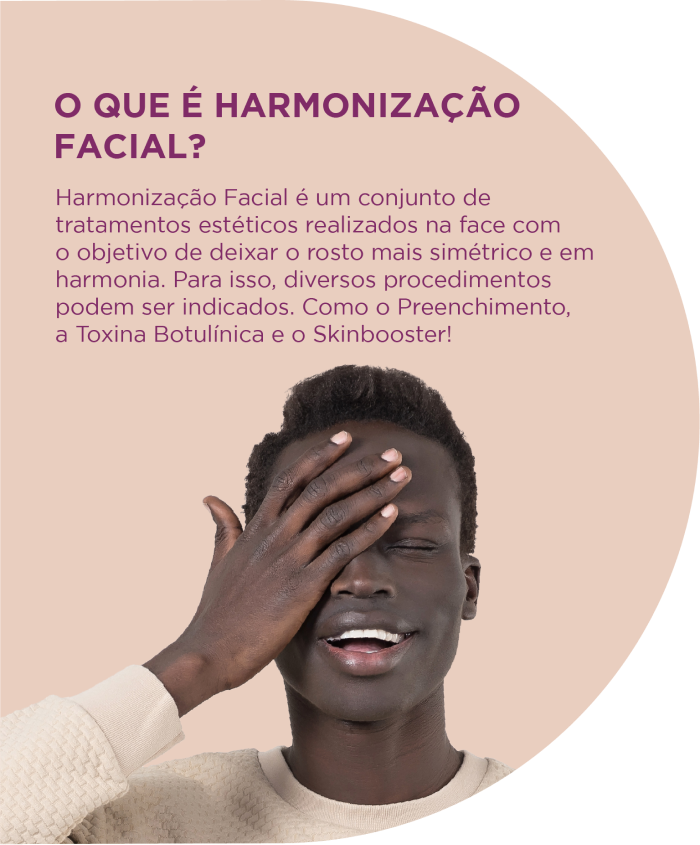 O QUE É HARMONIZAÇÃO
FACIAL?
Harmonização Facial é um conjunto de
tratamentos estéticos realizados na face com
o objetivo de deixar o rosto mais simétrico e em
harmonia. Para isso, diversos procedimentos
podem ser indicados. Como o Preenchimento,
a Toxina Botulínica e o Skinbooster!